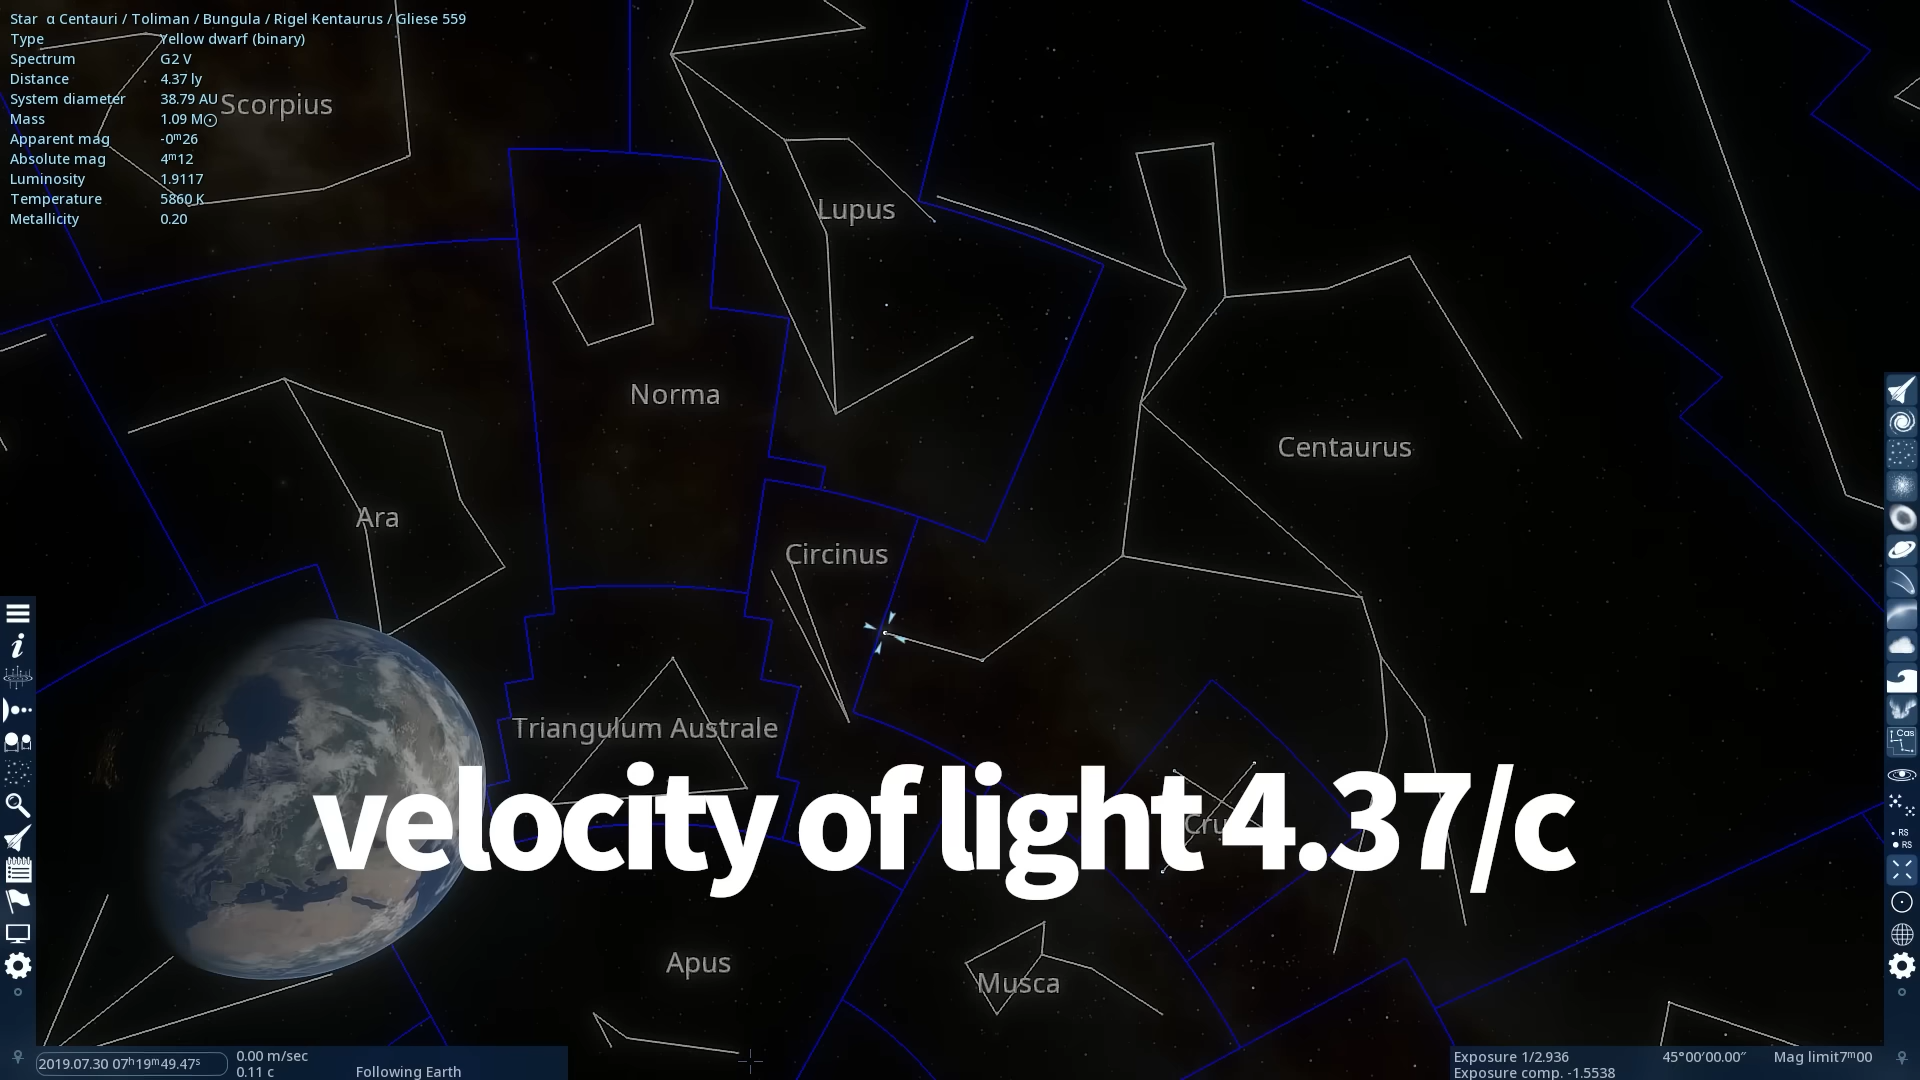 Star α Centauri / Toliman / Bungula / Rigel Kentaurus / Gliese 559
Type Yellow dwarf (binary)
Spectrum G2 V
Distance 4.37 ly
System diameter 38.79 AU
Mass 1.09 M☉
Apparent mag -0ᵐ26
Absolute mag 4ᵐ12
Luminosity 1.9117
Temperature 5860 K
Metallicity 0.20
Scorpius
Lupus
Norma
Centaurus
Ara
Circinus
Triangulum Australe
velocity of light 4.37/c
Cru
Apus
Musca
Cas
RS
RS
2019.07.30 07ʰ19ᵐ49.47ˢ
0.00 m/sec
0.11 c
Following Earth
Exposure 1/2.936
Exposure comp. -1.5538
45°00′00.00″
Mag limit7ᵐ00